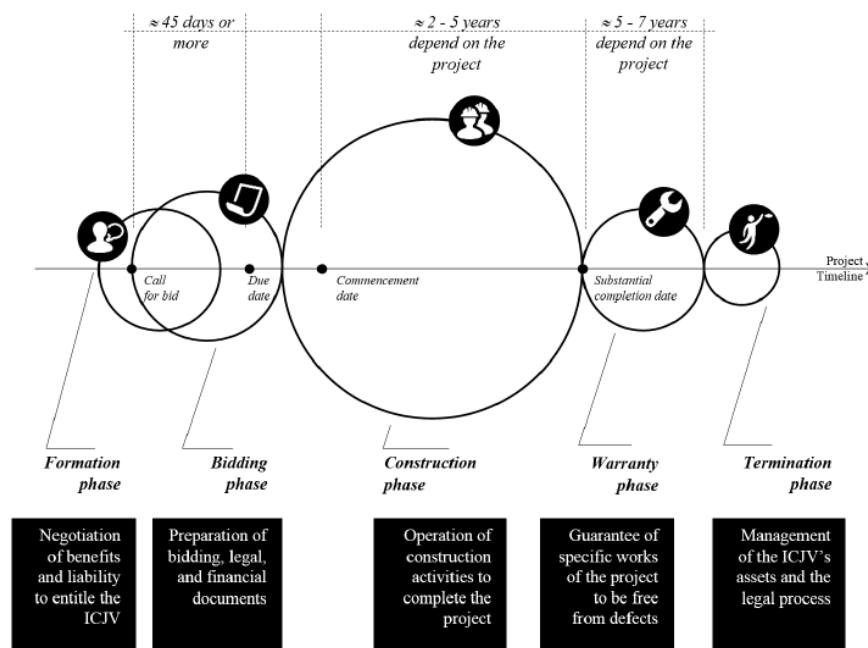 ≈ 45 days or
more
≈ 2 - 5 years
depend on the
project
≈ 5 - 7 years
depend on the
project
Call
for bid
Due
date
Commencement
date
Substantial
completion date
Project
Timeline
Formation
phase
Bidding
phase
Construction
phase
Warranty
phase
Termination
phase
Negotiation
of benefits
and liability
to entitle the
ICJV
Preparation of
bidding, legal,
and financial
documents
Operation of
construction
activities to
complete the
project
Guarantee of
specific works
of the project
to be free
from defects
Management
of the ICJV's
assets and the
legal process